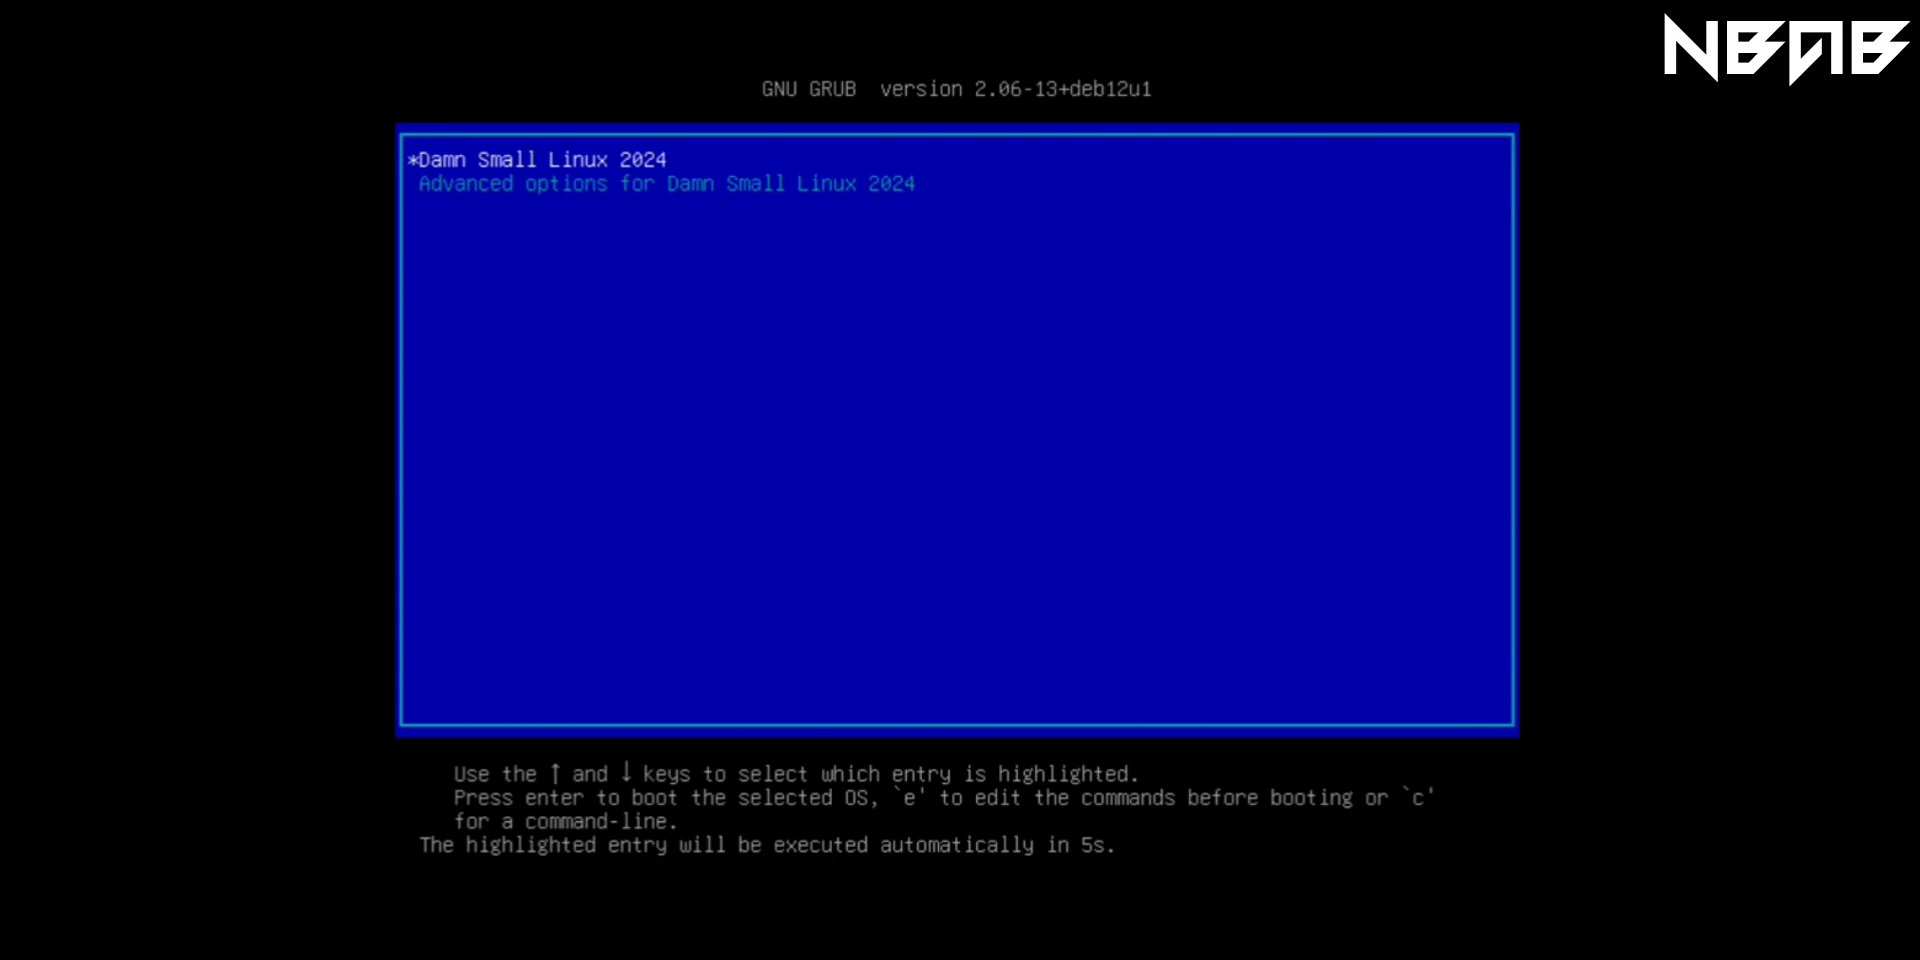 NBAB
GNU GRUB  version 2.06-13+deb12u1
*Damn Small Linux 2024
Advanced options for Damn Small Linux 2024
Use the ↑ and ↓ keys to select which entry is highlighted.
Press enter to boot the selected OS, `e' to edit the commands before booting or `c'
for a command-line.
The highlighted entry will be executed automatically in 5s.